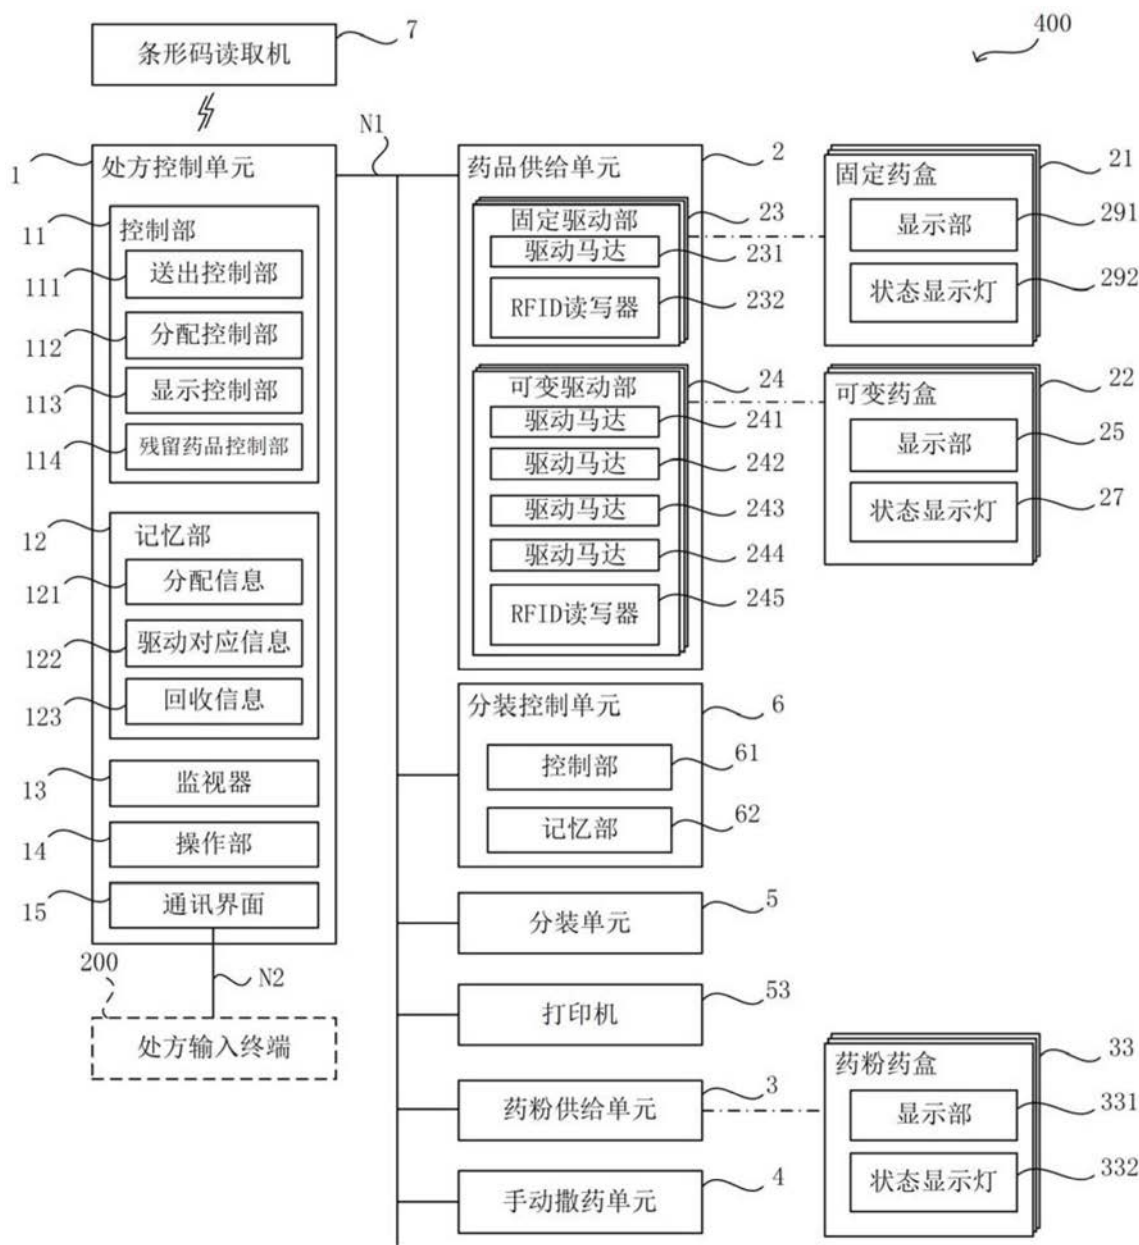 条形码读取机
7
400
N1
1
处方控制单元
11
控制部
111
送出控制部
112
分配控制部
113
显示控制部
114
残留药品控制部
12
记忆部
121
分配信息
122
驱动对应信息
123
回收信息
13
监视器
14
操作部
15
通讯界面
200
N2
处方输入终端
药品供给单元
2
固定驱动部
23
驱动马达
231
RFID读写器
232
可变驱动部
24
驱动马达
241
驱动马达
242
驱动马达
243
驱动马达
244
RFID读写器
245
固定药盒
21
显示部
291
状态显示灯
292
可变药盒
22
显示部
25
状态显示灯
27
分装控制单元
6
控制部
61
记忆部
62
分装单元
5
打印机
53
药粉供给单元
3
手动撒药单元
4
药粉药盒
33
显示部
331
状态显示灯
332